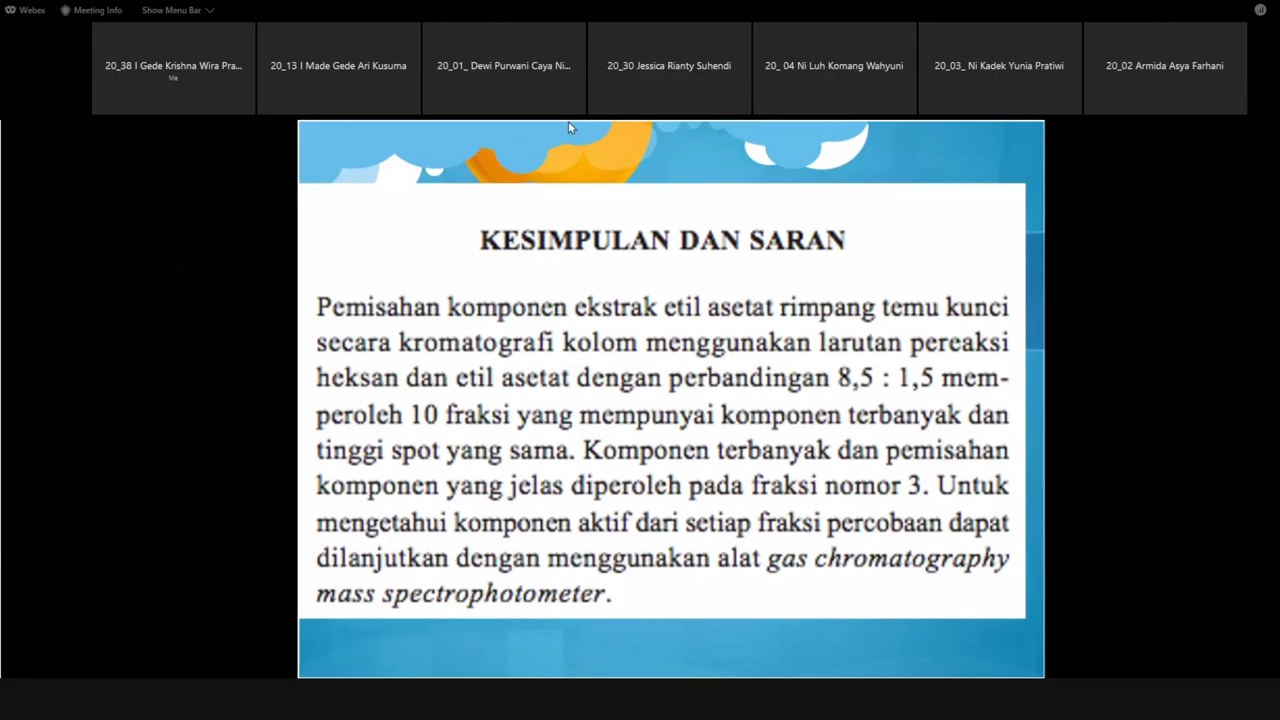 Webex Meeting Info Show Menu Bar
20_38 I Gede Krishna Wira Pra...
Me
20_13 I Made Gede Ari Kusuma
20_01_ Dewi Purwani Caya Ni...
20_30 Jessica Rianty Suhendi
20_ 04 Ni Luh Komang Wahyuni
20_03_ Ni Kadek Yunia Pratiwi
20_02 Armida Asya Farhani
KESIMPULAN DAN SARAN
Pemisahan komponen ekstrak etil asetat rimpang temu kunci
secara kromatografi kolom menggunakan larutan pereaksi
heksan dan etil asetat dengan perbandingan 8,5 : 1,5 mem-
peroleh 10 fraksi yang mempunyai komponen terbanyak dan
tinggi spot yang sama. Komponen terbanyak dan pemisahan
komponen yang jelas diperoleh pada fraksi nomor 3. Untuk
mengetahui komponen aktif dari setiap fraksi percobaan dapat
dilanjutkan dengan menggunakan alat gas chromatography
mass spectrophotometer.